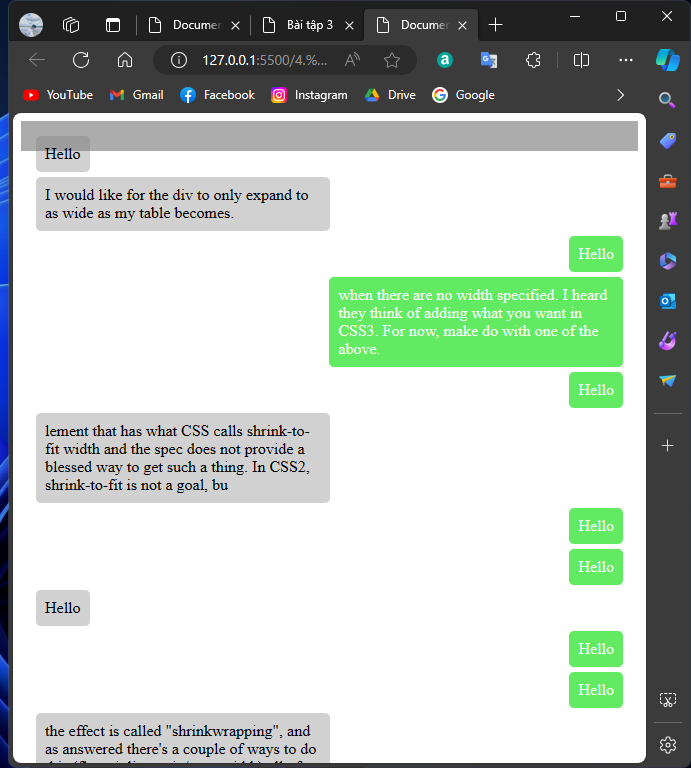 Documen
Bài tập 3
Documen
127.0.0.1:5500/4.%...
YouTube
Gmail
Facebook
Instagram
Drive
Google
Hello
I would like for the div to only expand to
as wide as my table becomes.
Hello
when there are no width specified. I heard
they think of adding what you want in
CSS3. For now, make do with one of the
above.
Hello
lement that has what CSS calls shrink-to-
fit width and the spec does not provide a
blessed way to get such a thing. In CSS2,
shrink-to-fit is not a goal, bu
Hello
Hello
Hello
Hello
Hello
the effect is called "shrinkwrapping", and
as answered there's a couple of ways to do